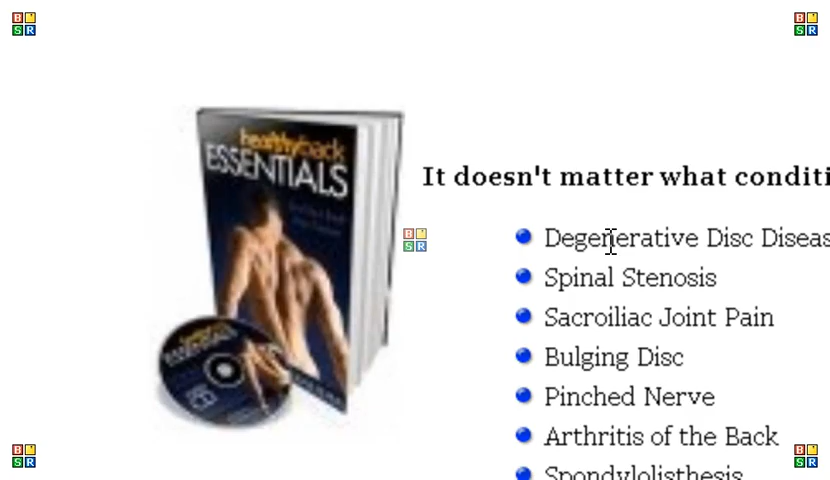 healthyback
ESSENTIALS
It doesn't matter what conditi
Degenerative Disc Diseas
Spinal Stenosis
Sacroiliac Joint Pain
Bulging Disc
Pinched Nerve
Arthritis of the Back
Spondylolisthesis